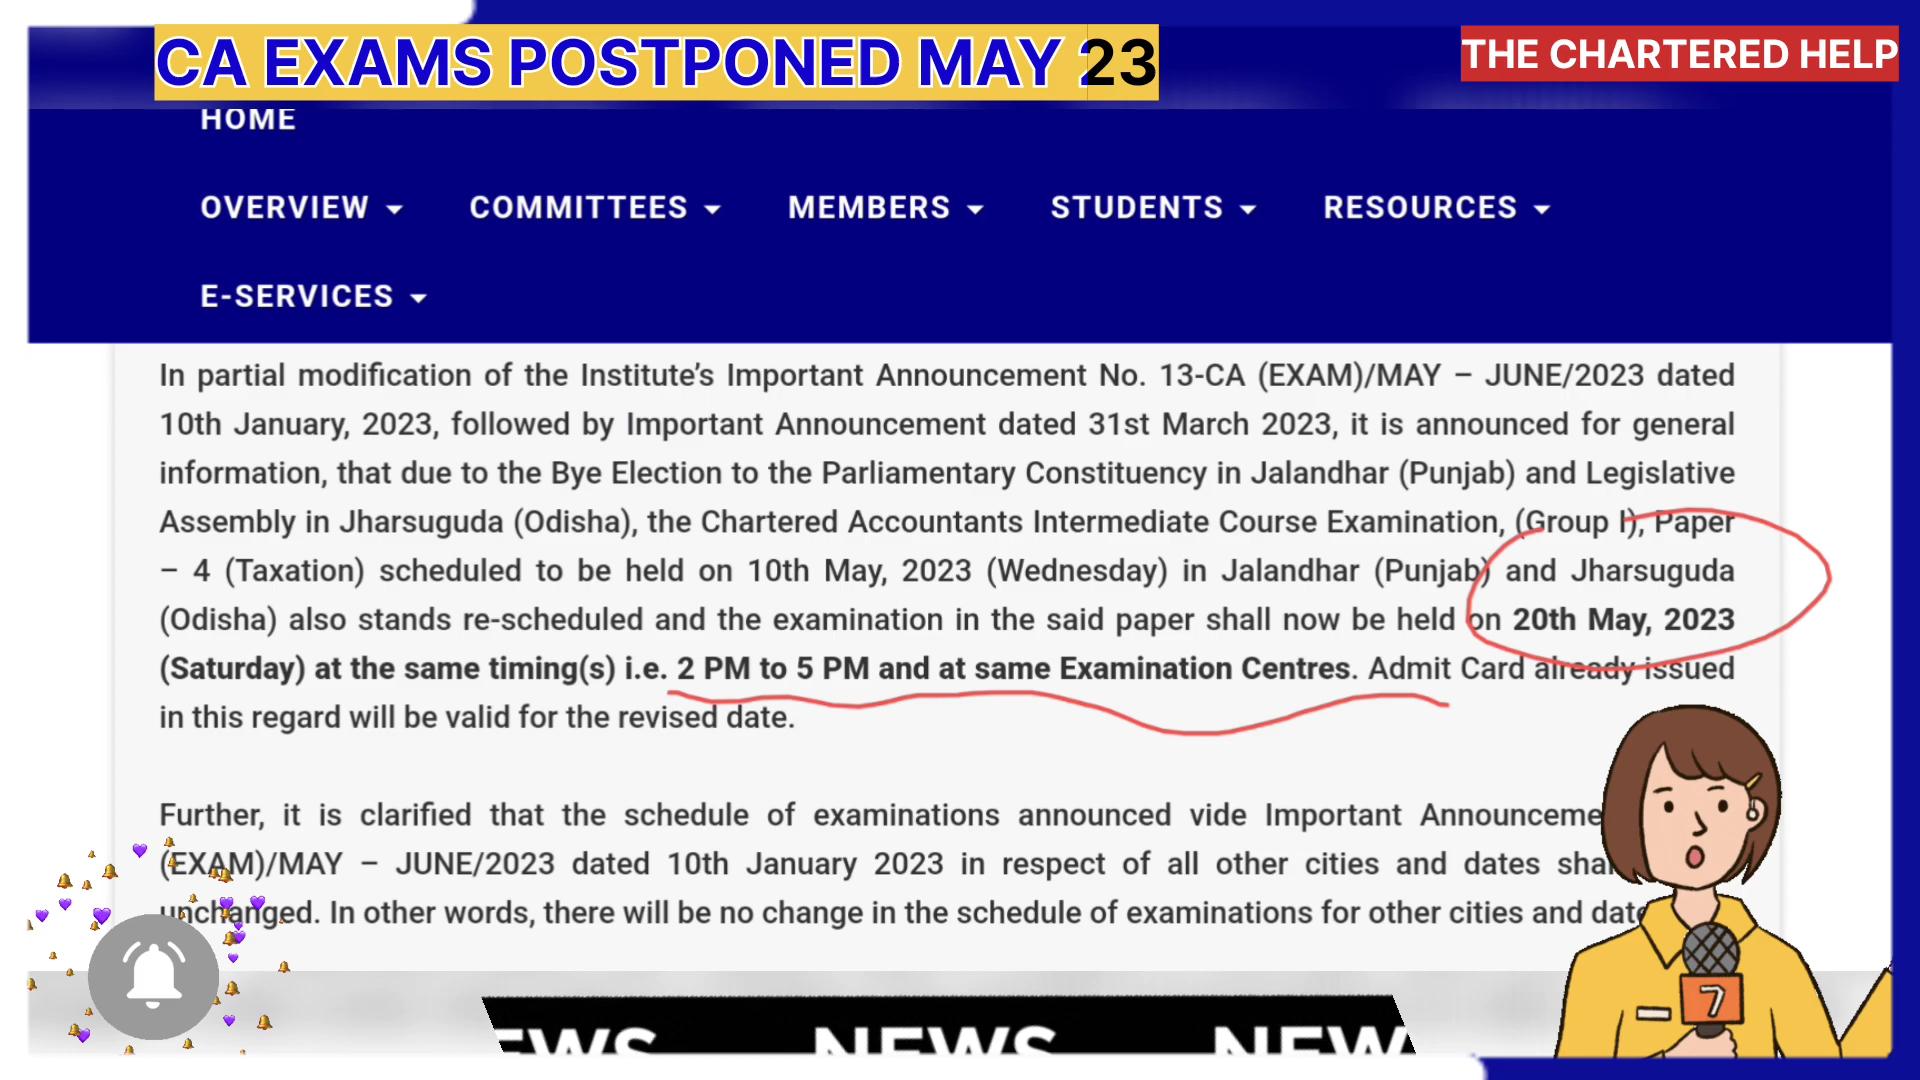 CA EXAMS POSTPONED MAY 23
THE CHARTERED HELP
HOME
OVERVIEW COMMITTEES MEMBERS STUDENTS RESOURCES
E-SERVICES
In partial modification of the Institute’s Important Announcement No. 13-CA (EXAM)/MAY – JUNE/2023 dated
10th January, 2023, followed by Important Announcement dated 31st March 2023, it is announced for general
information, that due to the Bye Election to the Parliamentary Constituency in Jalandhar (Punjab) and Legislative
Assembly in Jharsuguda (Odisha), the Chartered Accountants Intermediate Course Examination, (Group I), Paper
– 4 (Taxation) scheduled to be held on 10th May, 2023 (Wednesday) in Jalandhar (Punjab) and Jharsuguda
(Odisha) also stands re-scheduled and the examination in the said paper shall now be held on 20th May, 2023
(Saturday) at the same timing(s) i.e. 2 PM to 5 PM and at same Examination Centres. Admit Card already issued
in this regard will be valid for the revised date.
Further, it is clarified that the schedule of examinations announced vide Important Announceme
(EXAM)/MAY – JUNE/2023 dated 10th January 2023 in respect of all other cities and dates sha
unchanged. In other words, there will be no change in the schedule of examinations for other cities and date
7
EWS NEWS NEW